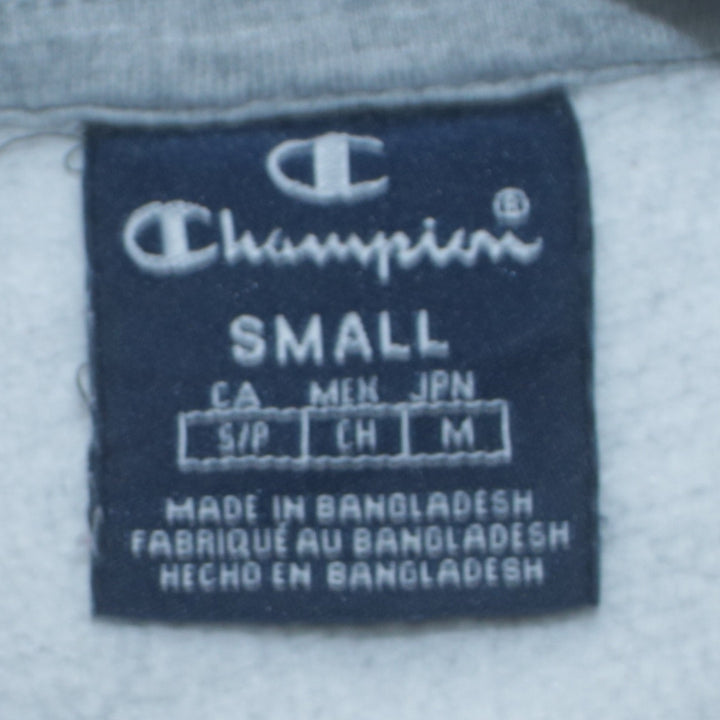 C
Champion®
SMALL
CA MEX JPN
S/P CH M
MADE IN BANGLADESH
FABRIQUÉ AU BANGLADESH
HECHO EN BANGLADESH